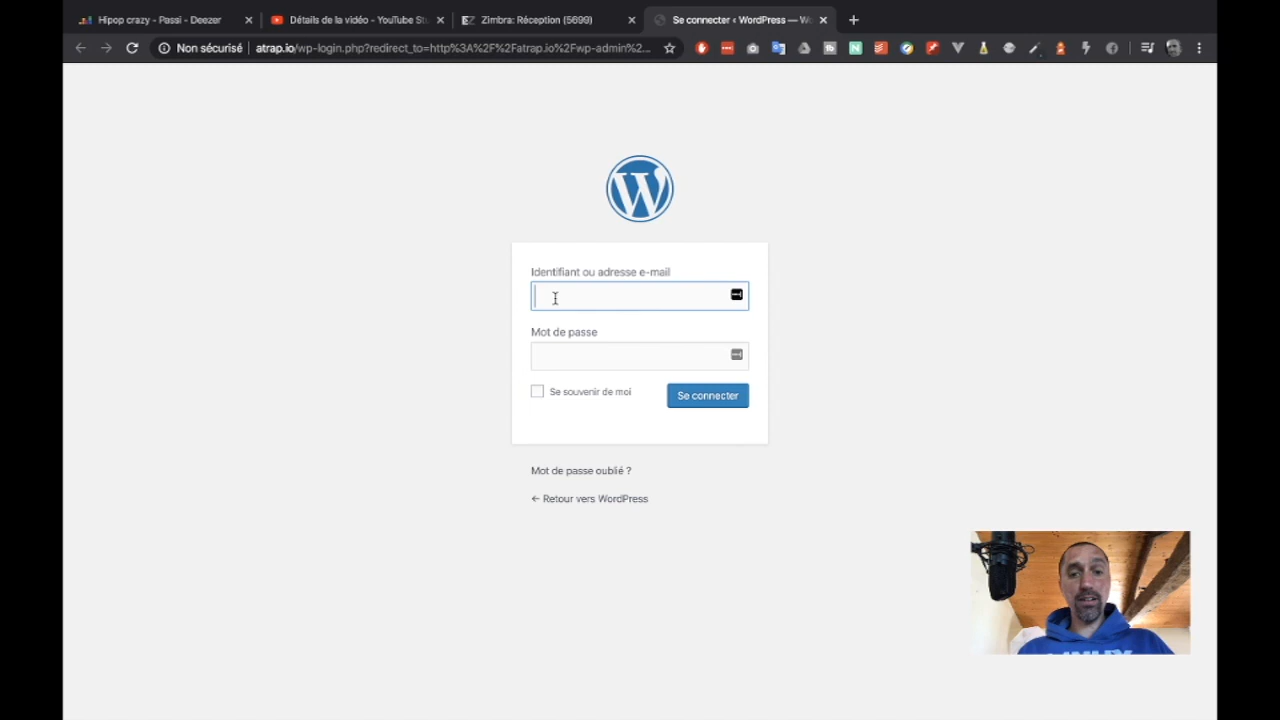 Hipop crazy - Passi - Deezer
Détails de la vidéo - YouTube St
Zimbra: Réception (5699)
Se connecter ‹ WordPress — W
Non sécurisé
atrap.io/wp-login.php?redirect_to=http%3A%2F%2Fatrap.io%2Fwp-admin%2...
Identifiant ou adresse e-mail
Mot de passe
Se souvenir de moi
Se connecter
Mot de passe oublié ?
← Retour vers WordPress